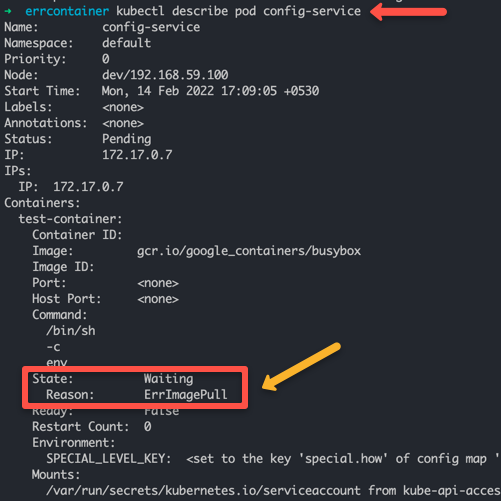 → errcontainer kubectl describe pod config-service
Name: config-service
Namespace: default
Priority: 0
Node: dev/192.168.59.100
Start Time: Mon, 14 Feb 2022 17:09:05 +0530
Labels: <none>
Annotations: <none>
Status: Pending
IP: 172.17.0.7
IPs:
IP: 172.17.0.7
Containers:
test-container:
Container ID:
Image: gcr.io/google_containers/busybox
Image ID:
Port: <none>
Host Port: <none>
Command:
/bin/sh
-c
env
State: Waiting
Reason: ErrImagePull
Ready: False
Restart Count: 0
Environment:
SPECIAL_LEVEL_KEY: <set to the key 'special.how' of config map '
Mounts:
/var/run/secrets/kubernetes.io/serviceaccount from kube-api-acces